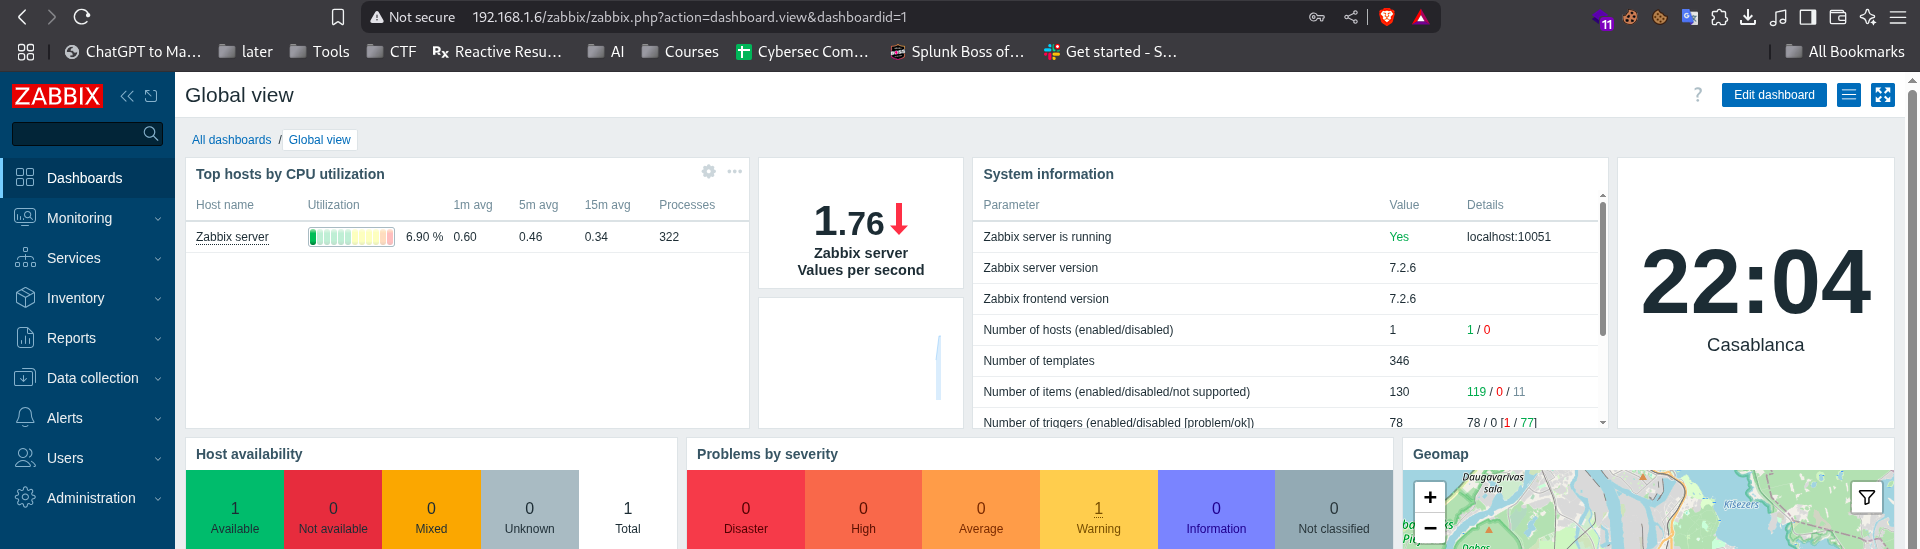 Not secure 192.168.1.6/zabbix/zabbix.php?action=dashboard.view&dashboardid=1
11
ChatGPT to Ma... later Tools CTF Rx Reactive Resu... AI Courses Cybersec Com... Splunk Boss of... Get started - S... All Bookmarks
ZABBIX
Dashboards
Monitoring
Services
Inventory
Reports
Data collection
Alerts
Users
Administration
Global view
? Edit dashboard
All dashboards / Global view
Top hosts by CPU utilization
Host name Utilization 1m avg 5m avg 15m avg Processes
Zabbix server 6.90 % 0.60 0.46 0.34 322
1.76
Zabbix server
Values per second
System information
Parameter Value Details
Zabbix server is running Yes localhost:10051
Zabbix server version 7.2.6
Zabbix frontend version 7.2.6
Number of hosts (enabled/disabled) 1 1 / 0
Number of templates 346
Number of items (enabled/disabled/not supported) 130 119 / 0 / 11
Number of triggers (enabled/disabled [problem/ok]) 78 78 / 0 [1 / 77]
22:04
Casablanca
Host availability
1 Available
0 Not available
0 Mixed
0 Unknown
1 Total
Problems by severity
0 Disaster
0 High
0 Average
1 Warning
0 Information
0 Not classified
Geomap
+
−
Daugavgrīvas
sala
Ķīšezers